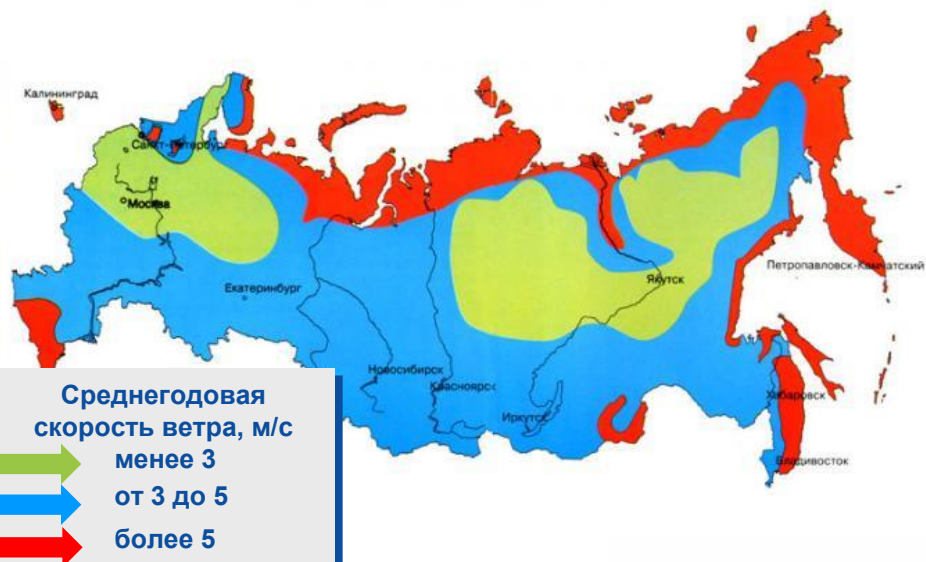 Калининград
Санкт-Петербург
Москва
Екатеринбург
Новосибирск
Красноярск
Иркутск
Якутск
Петропавловск-Камчатский
Хабаровск
Владивосток
Среднегодовая
скорость ветра, м/с
менее 3
от 3 до 5
более 5